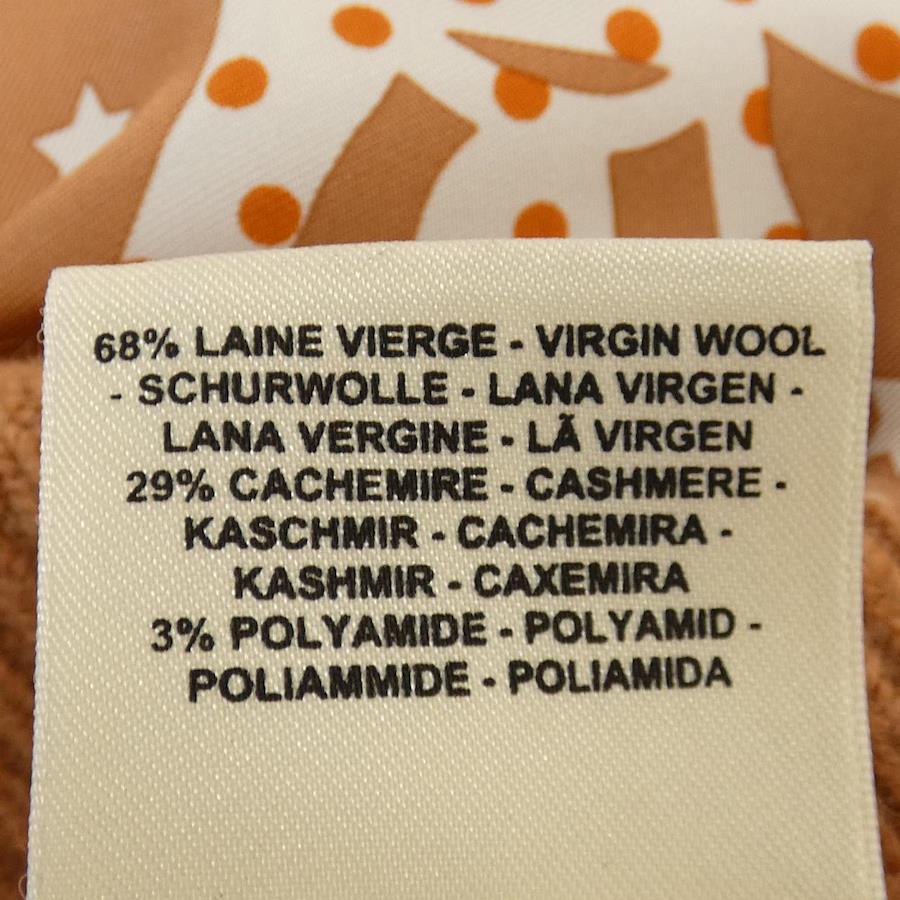 68% LAINE VIERGE - VIRGIN WOOL
- SCHURWOLLE - LANA VIRGEN -
LANA VERGINE - LÃ VIRGEN
29% CACHEMIRE - CASHMERE -
KASCHMIR - CACHEMIRA -
KASHMIR - CAXEMIRA
3% POLYAMIDE - POLYAMID -
POLIAMMIDE - POLIAMIDA